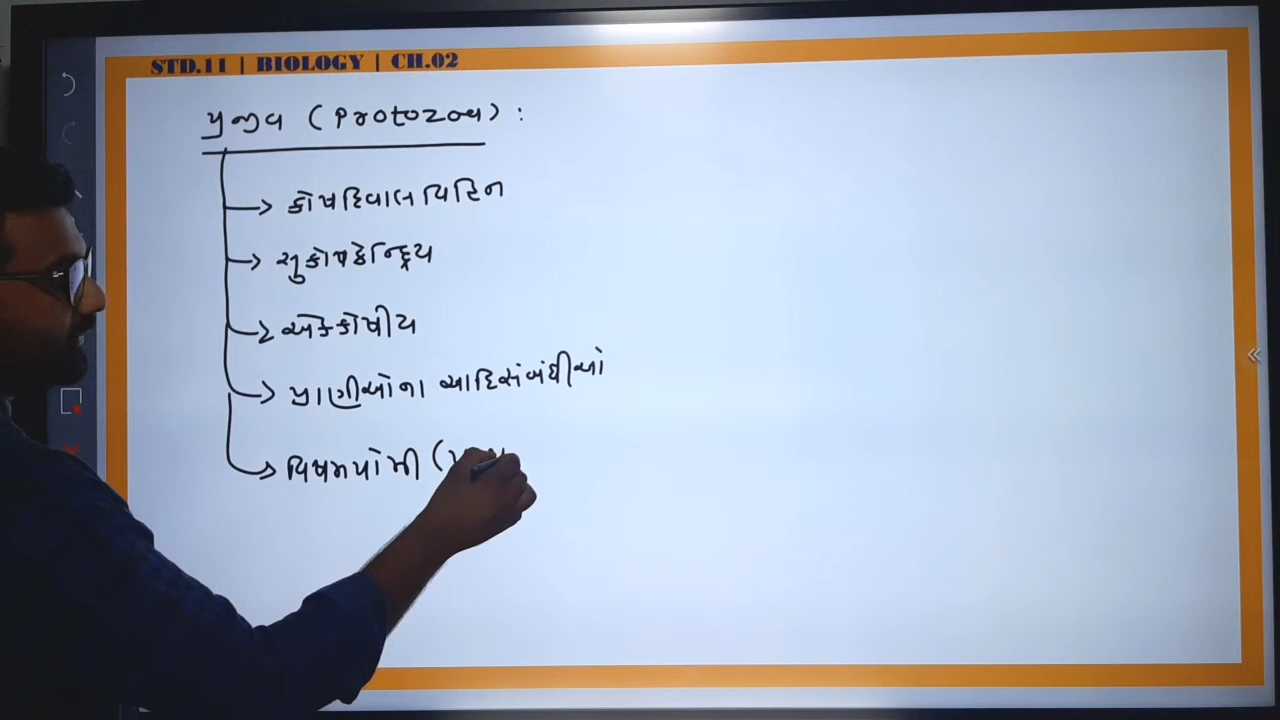 STD.11 | BIOLOGY | CH.02
પ્રજીવ (Protozoa) :
કોષદિવાલ વિહિન
સુકોષકેન્દ્રિય
એકકોષીય
પ્રાણીઓના આદિસંબંધીઓ
વિષમપોષી (